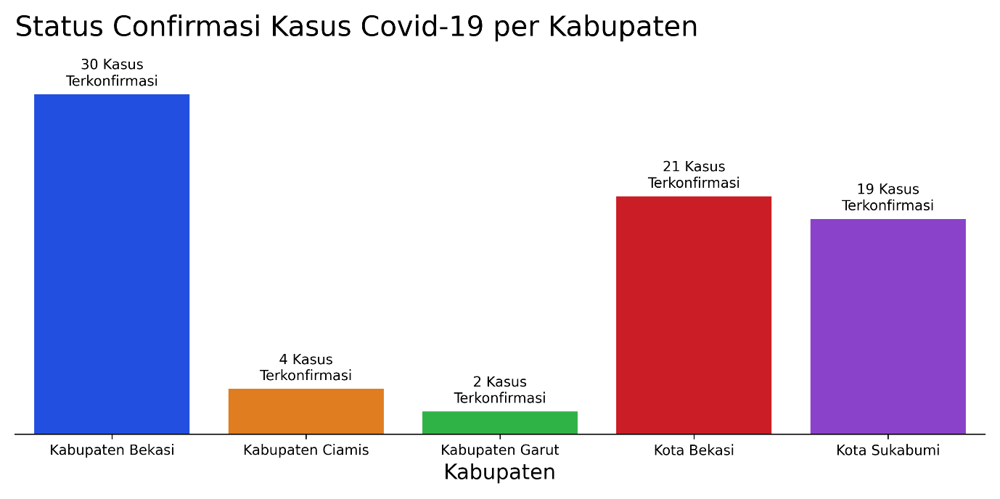 Status Confirmasi Kasus Covid-19 per Kabupaten
30 Kasus
Terkonfirmasi
4 Kasus
Terkonfirmasi
2 Kasus
Terkonfirmasi
21 Kasus
Terkonfirmasi
19 Kasus
Terkonfirmasi
Kabupaten Bekasi
Kabupaten Ciamis
Kabupaten Garut
Kota Bekasi
Kota Sukabumi
Kabupaten